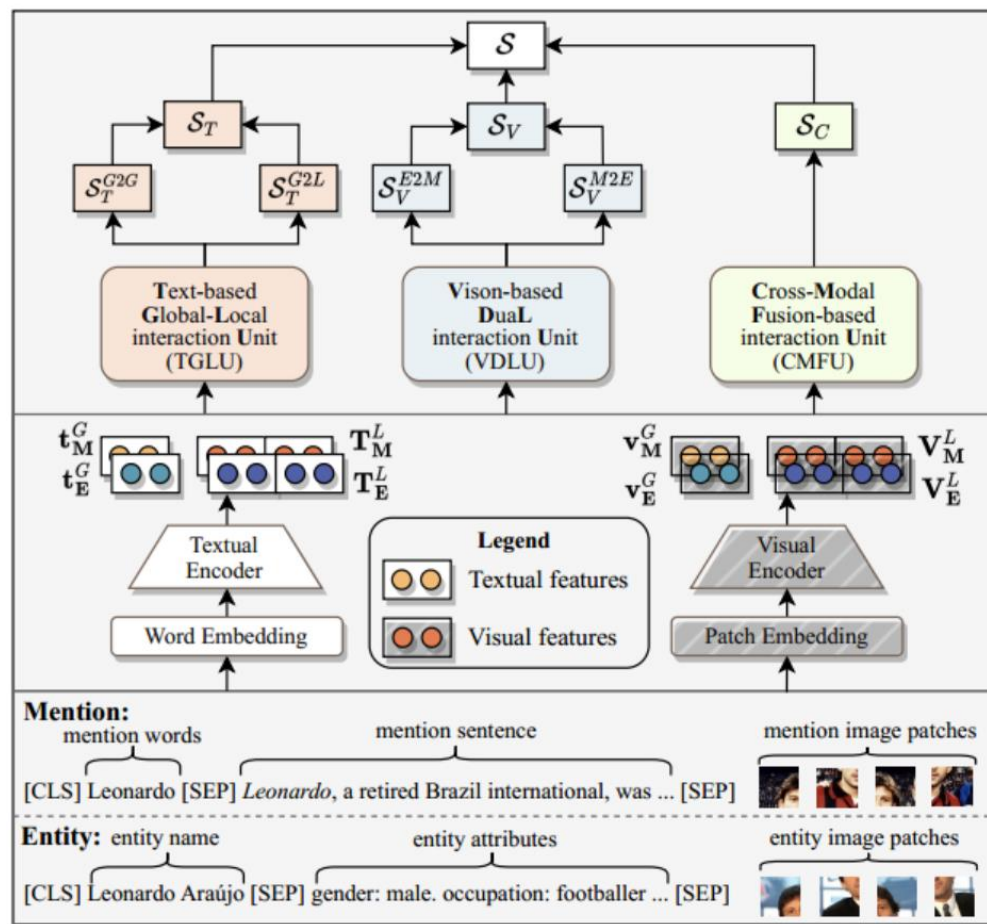 S
S_T
S_V
S_C
S_T^{G2G}
S_T^{G2L}
S_V^{E2M}
S_V^{M2E}
Text-based
Global-Local
interaction Unit
(TGLU)
Vison-based
DuaL
interaction Unit
(VDLU)
Cross-Modal
Fusion-based
interaction Unit
(CMFU)
t_M^G
T_M^L
t_E^G
T_E^L
v_M^G
V_M^L
v_E^G
V_E^L
Textual
Encoder
Word Embedding
Legend
Textual features
Visual features
Visual
Encoder
Patch Embedding
Mention:
mention words
mention sentence
mention image patches
[CLS] Leonardo [SEP] Leonardo, a retired Brazil international, was ... [SEP]
Entity:
entity name
entity attributes
entity image patches
[CLS] Leonardo Araújo [SEP] gender: male. occupation: footballer ... [SEP]